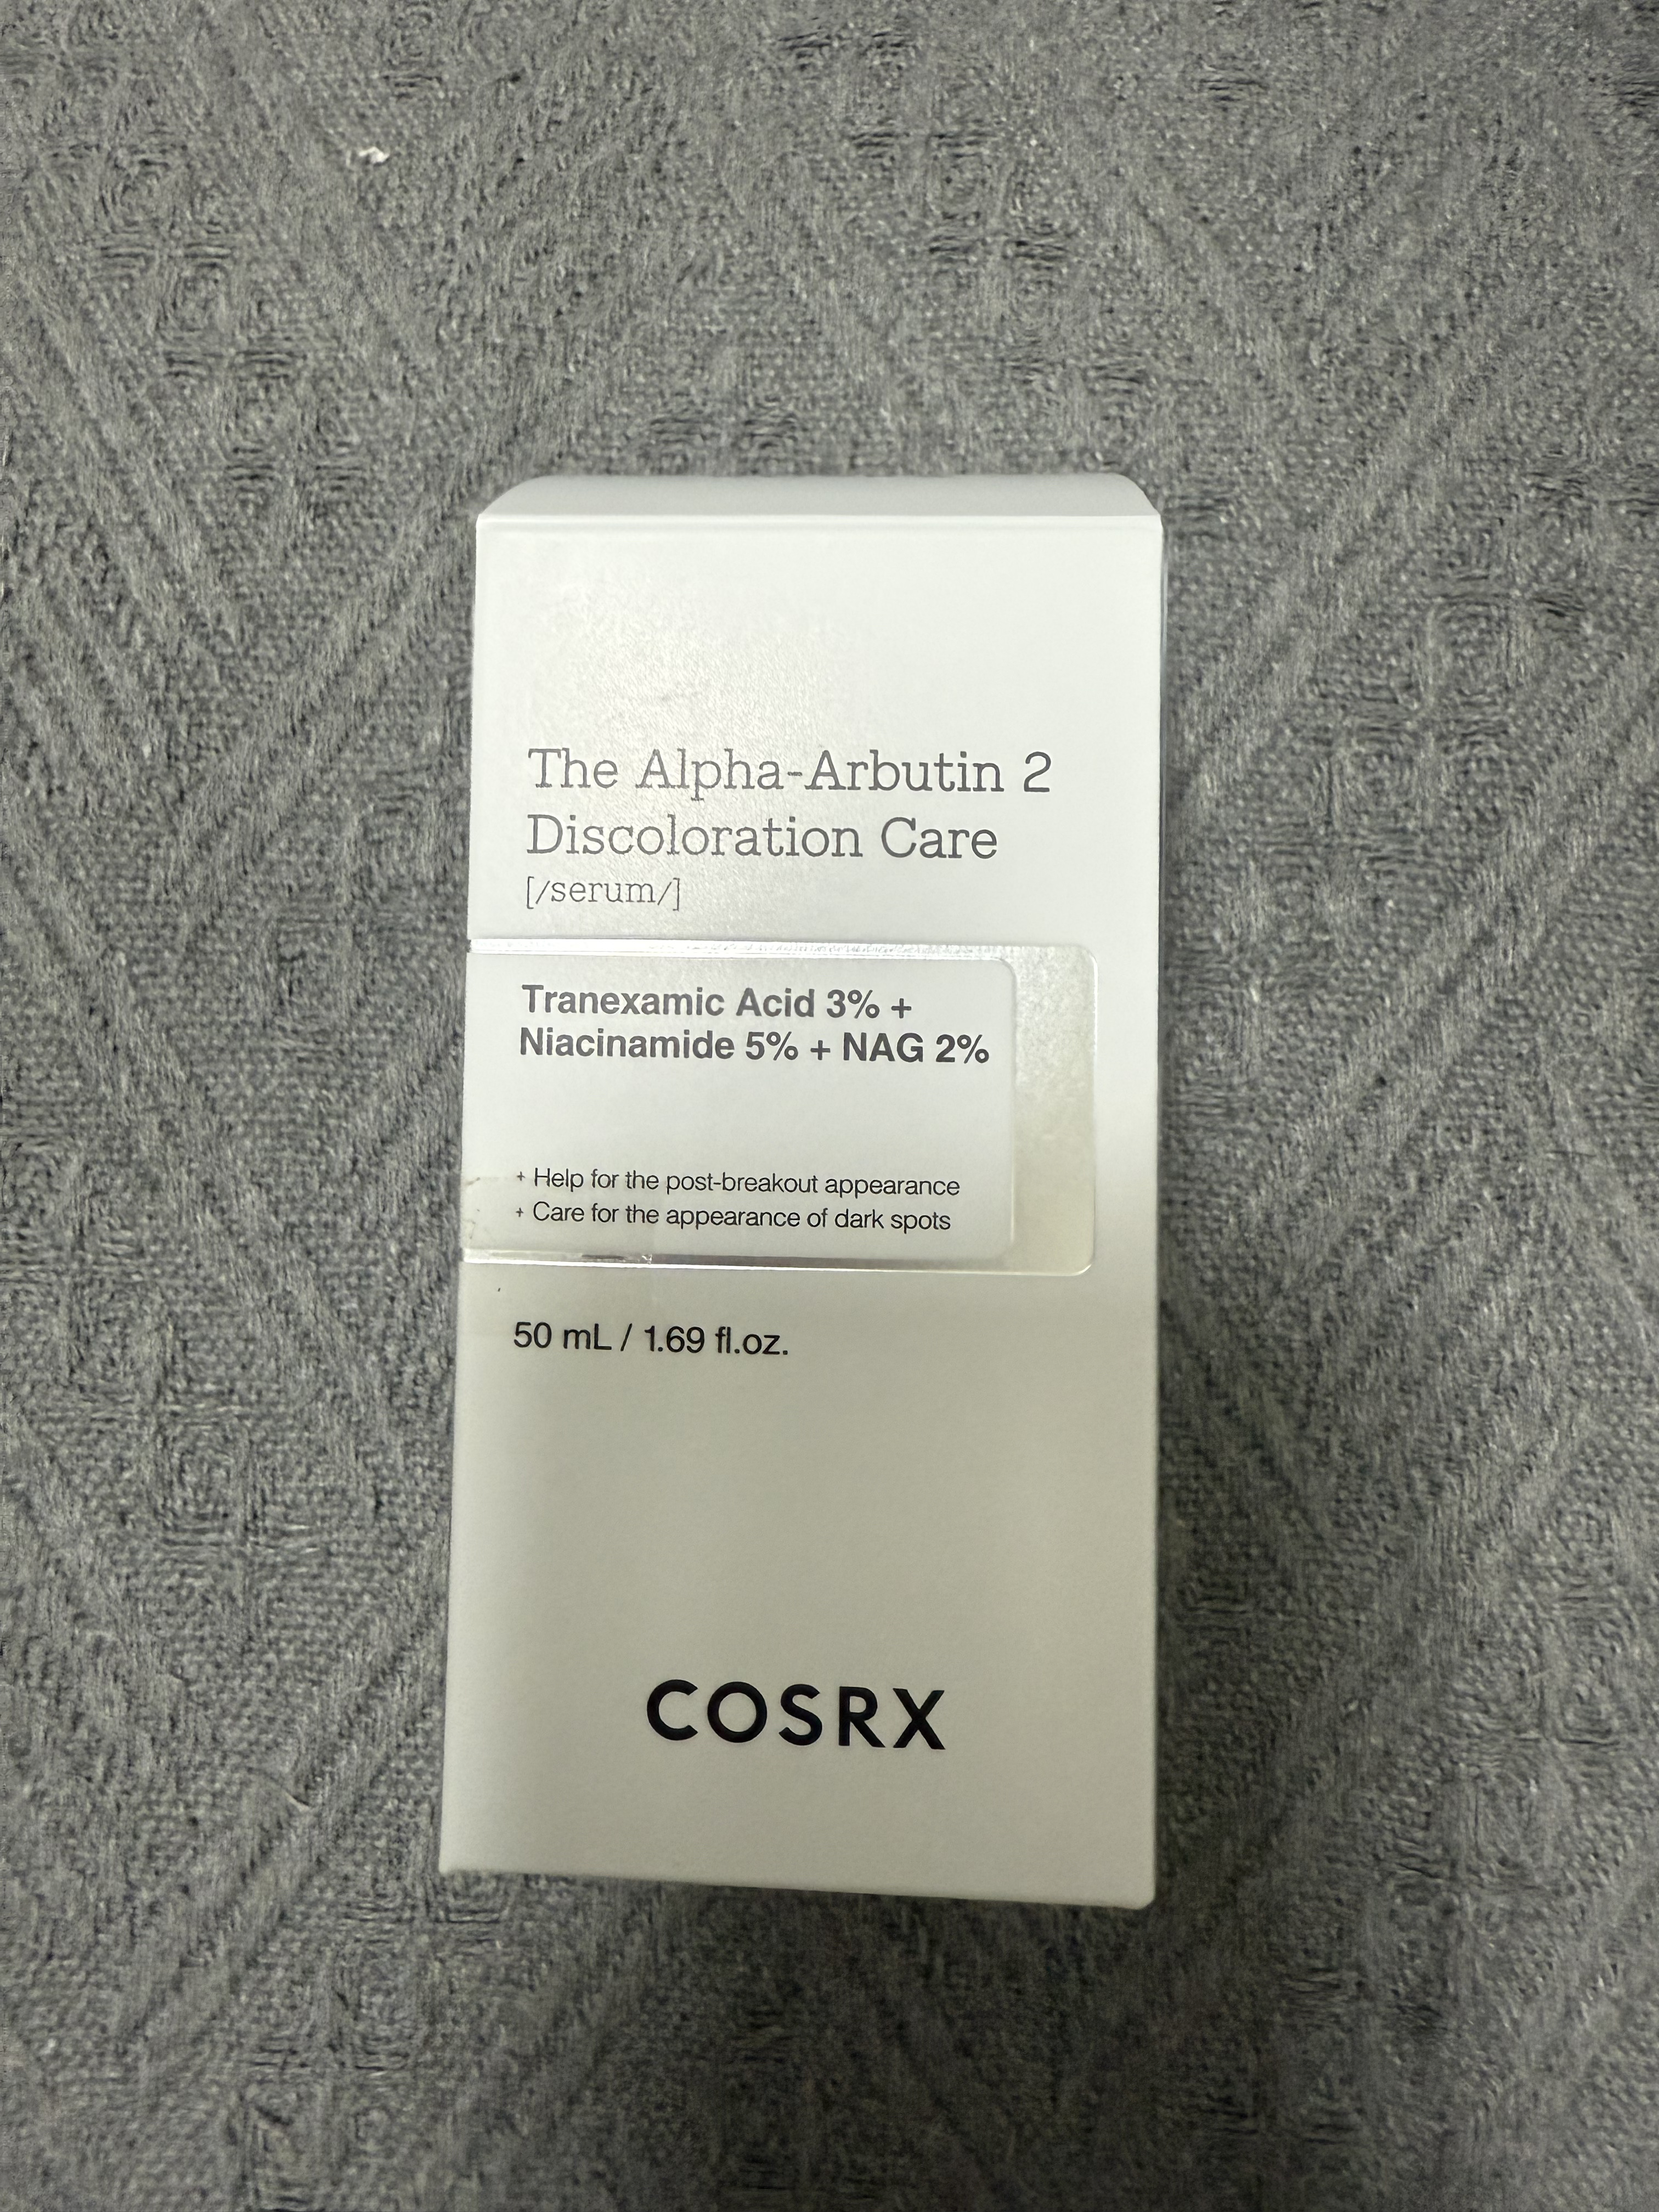 The Alpha-Arbutin 2
Discoloration Care
[/serum/]
Tranexamic Acid 3% +
Niacinamide 5% + NAG 2%
+ Help for the post-breakout appearance
+ Care for the appearance of dark spots
50 mL / 1.69 fl.oz.
COSRX